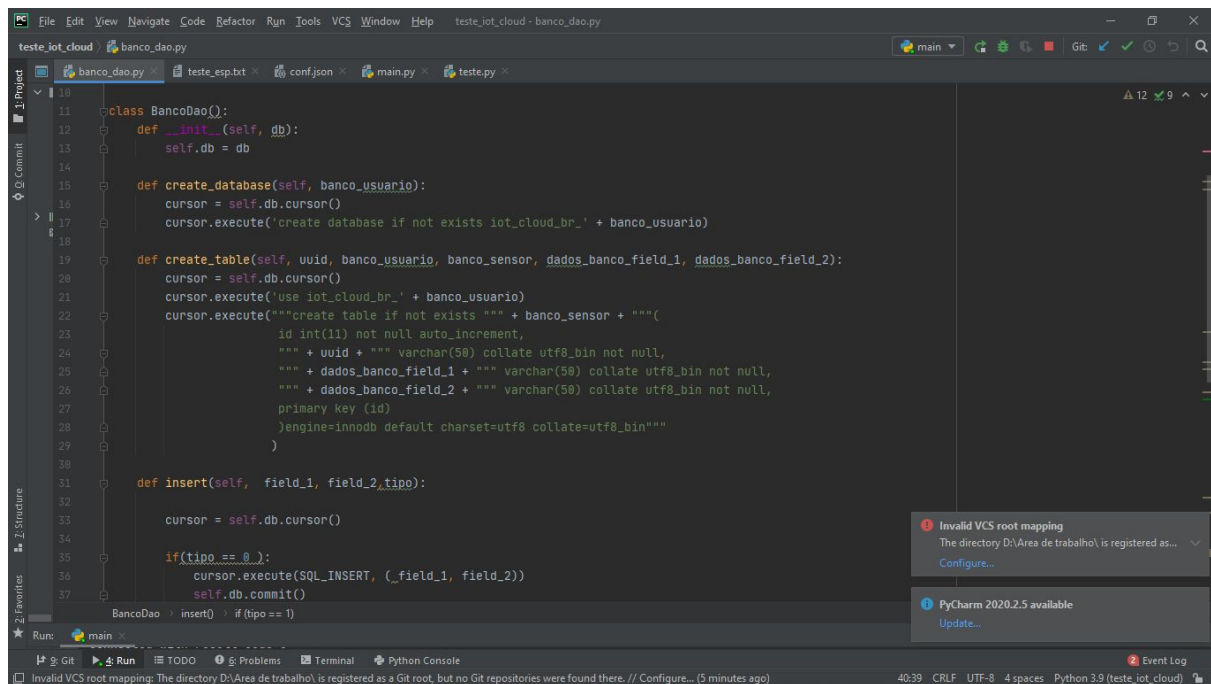 PC File Edit View Navigate Code Refactor Run Tools VCS Window Help teste_iot_cloud - banco_dao.py
teste_iot_cloud banco_dao.py main Git:
banco_dao.py teste_esp.txt conf.json main.py teste.py
1: Project
0: Commit
7: Structure
2: Favorites
12 9
10
11 class BancoDao():
12 def __init__(self, db):
13 self.db = db
14
15 def create_database(self, banco_usuario):
16 cursor = self.db.cursor()
17 cursor.execute('create database if not exists iot_cloud_br_' + banco_usuario)
18
19 def create_table(self, uuid, banco_usuario, banco_sensor, dados_banco_field_1, dados_banco_field_2):
20 cursor = self.db.cursor()
21 cursor.execute('use iot_cloud_br_' + banco_usuario)
22 cursor.execute("""create table if not exists """ + banco_sensor + """(
23 id int(11) not null auto_increment,
24 """ + uuid + """ varchar(50) collate utf8_bin not null,
25 """ + dados_banco_field_1 + """ varchar(50) collate utf8_bin not null,
26 """ + dados_banco_field_2 + """ varchar(50) collate utf8_bin not null,
27 primary key (id)
28 )engine=innodb default charset=utf8 collate=utf8_bin"""
29 )
30
31 def insert(self, field_1, field_2,tipo):
32
33 cursor = self.db.cursor()
34
35 if(tipo == 0 ):
36 cursor.execute(SQL_INSERT, ( field_1, field_2))
37 self.db.commit()
BancoDao insert() if (tipo == 1)
Invalid VCS root mapping
The directory D:\Area de trabalho\ is registered as...
Configure...
PyCharm 2020.2.5 available
Update...
Run: main
9: Git 4: Run TODO 6: Problems Terminal Python Console 2 Event Log
Invalid VCS root mapping: The directory D:\Area de trabalho\ is registered as a Git root, but no Git repositories were found there. // Configure... (5 minutes ago) 40:39 CRLF UTF-8 4 spaces Python 3.9 (teste_iot_cloud)